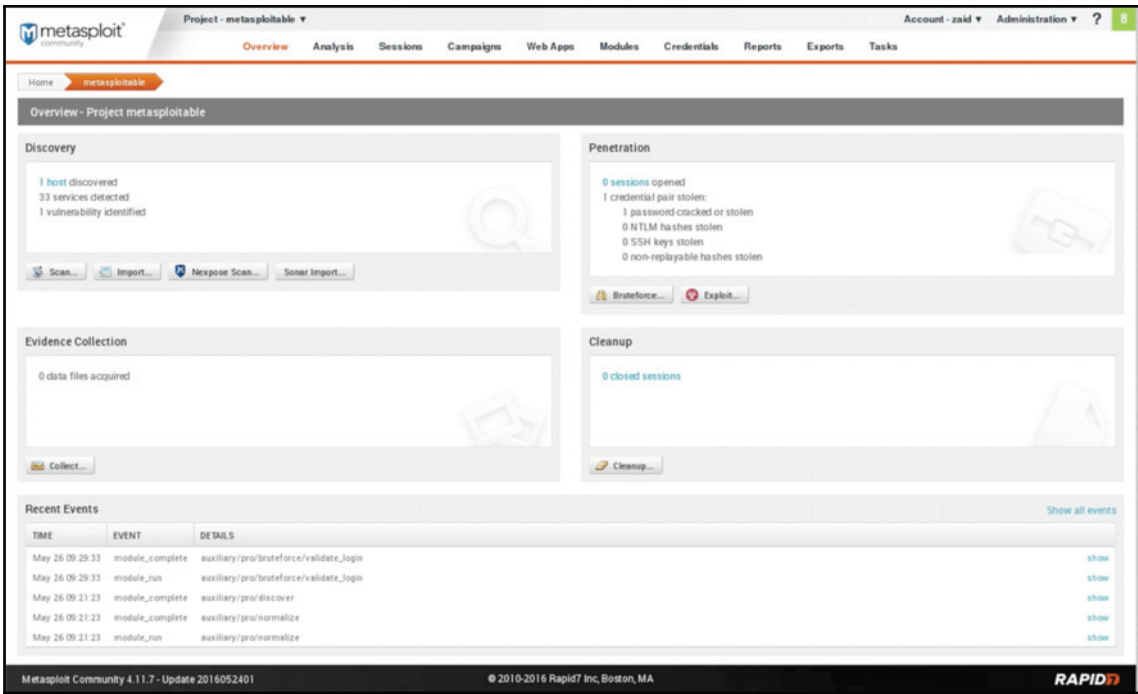 metasploit®
community
Project - metasploitable ▼
Account - zaid ▼ Administration ▼ ? 8
Overview Analysis Sessions Campaigns Web Apps Modules Credentials Reports Exports Tasks
Home metasploitable
Overview - Project metasploitable
Discovery
1 host discovered
33 services detected
1 vulnerability identified
Scan... Import... Nexpose Scan... Sonar Import...
Penetration
0 sessions opened
1 credential pair stolen:
1 password cracked or stolen
0 NTLM hashes stolen
0 SSH keys stolen
0 non-replayable hashes stolen
Bruteforce... Exploit...
Evidence Collection
0 data files acquired
Collect...
Cleanup
0 closed sessions
Cleanup...
Recent Events
Show all events
TIME EVENT DETAILS
May 26 09:29:33 module_complete auxiliary/pro/bruteforce/validate_login show
May 26 09:29:33 module_run auxiliary/pro/bruteforce/validate_login show
May 26 09:21:23 module_complete auxiliary/pro/discover show
May 26 09:21:23 module_complete auxiliary/pro/normalize show
May 26 09:21:23 module_run auxiliary/pro/normalize show
Metasploit Community 4.11.7 - Update 2016052401
© 2010-2016 Rapid7 Inc, Boston, MA
RAPID7